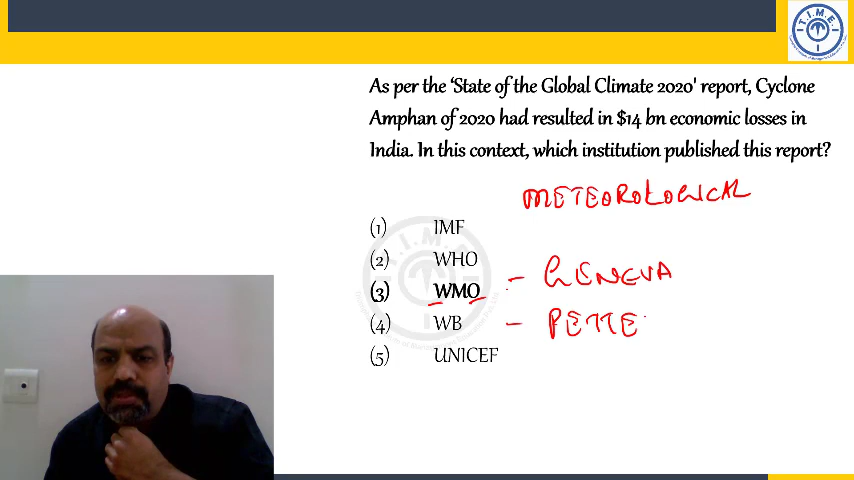 T.I.M.E.
As per the ‘State of the Global Climate 2020' report, Cyclone
Amphan of 2020 had resulted in $14 bn economic losses in
India. In this context, which institution published this report?
METEOROLOGICAL
(1) IMF
(2) WHO
(3) WMO - GENEVA
(4) WB - PETTE
(5) UNICEF